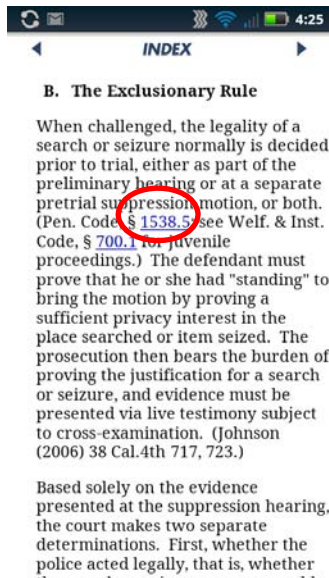 4:25
INDEX
B. The Exclusionary Rule
When challenged, the legality of a
search or seizure normally is decided
prior to trial, either as part of the
preliminary hearing or at a separate
pretrial suppression motion, or both.
(Pen. Code, § 1538.5; see Welf. & Inst.
Code, § 700.1 for juvenile
proceedings.) The defendant must
prove that he or she had "standing" to
bring the motion by proving a
sufficient privacy interest in the
place searched or item seized. The
prosecution then bears the burden of
proving the justification for a search
or seizure, and evidence must be
presented via live testimony subject
to cross-examination. (Johnson
(2006) 38 Cal.4th 717, 723.)
Based solely on the evidence
presented at the suppression hearing,
the court makes two separate
determinations. First, whether the
police acted legally, that is, whether